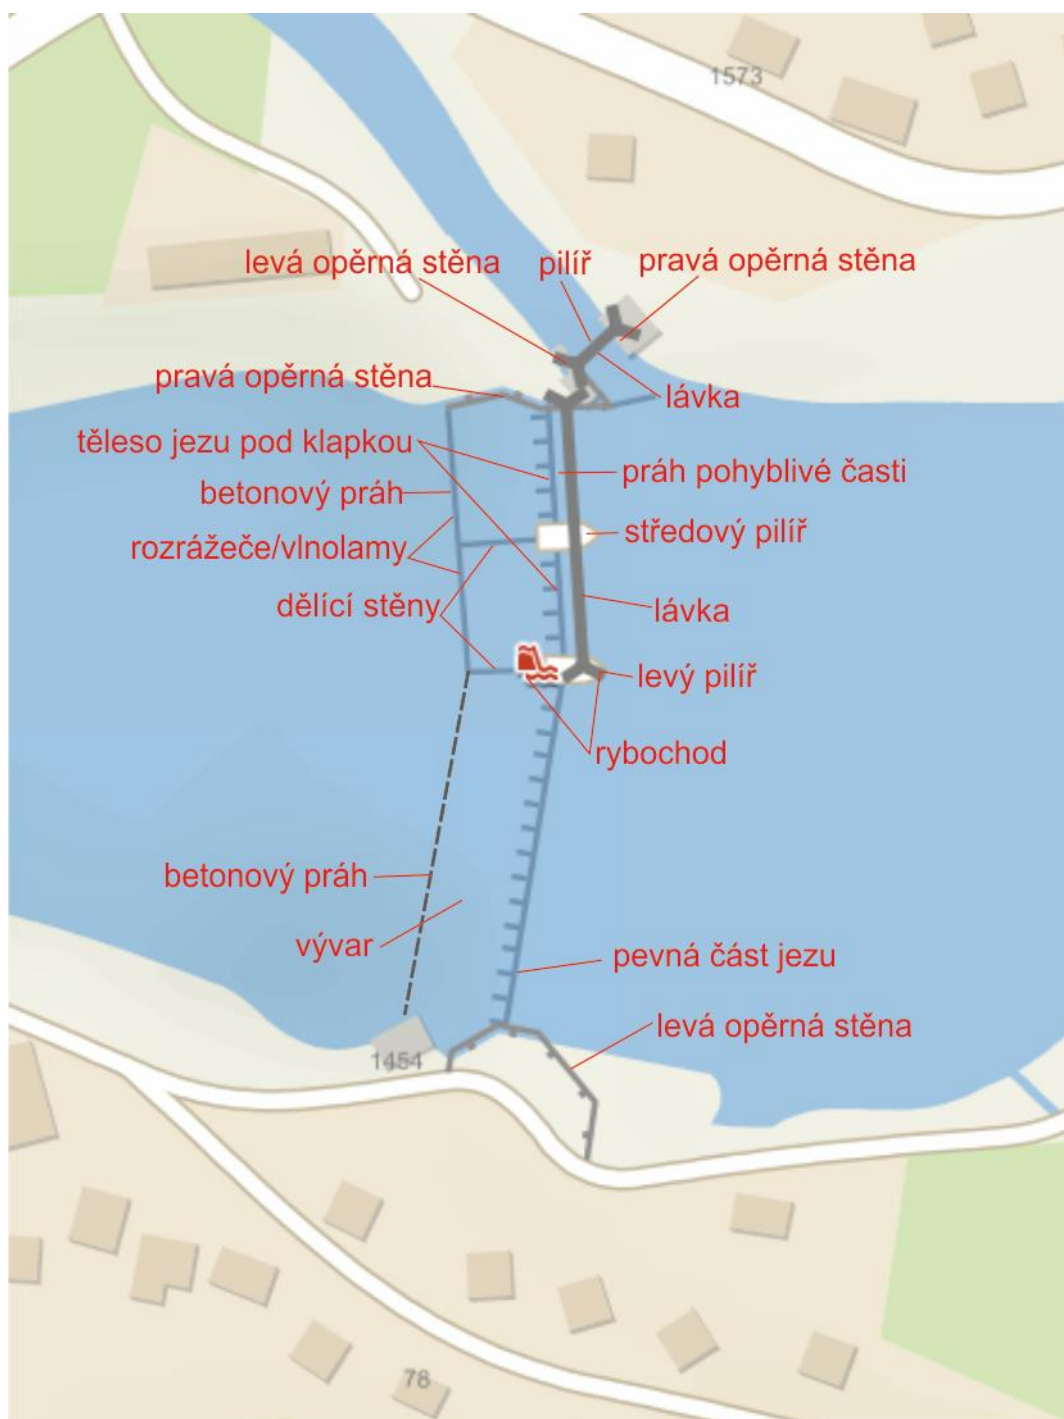 1573
levá opěrná stěna
pilíř
pravá opěrná stěna
pravá opěrná stěna
lávka
těleso jezu pod klapkou
práh pohyblivé časti
betonový práh
středový pilíř
rozrážeče/vlnolamy
dělící stěny
lávka
levý pilíř
rybochod
betonový práh
vývar
pevná část jezu
levá opěrná stěna
1454
78